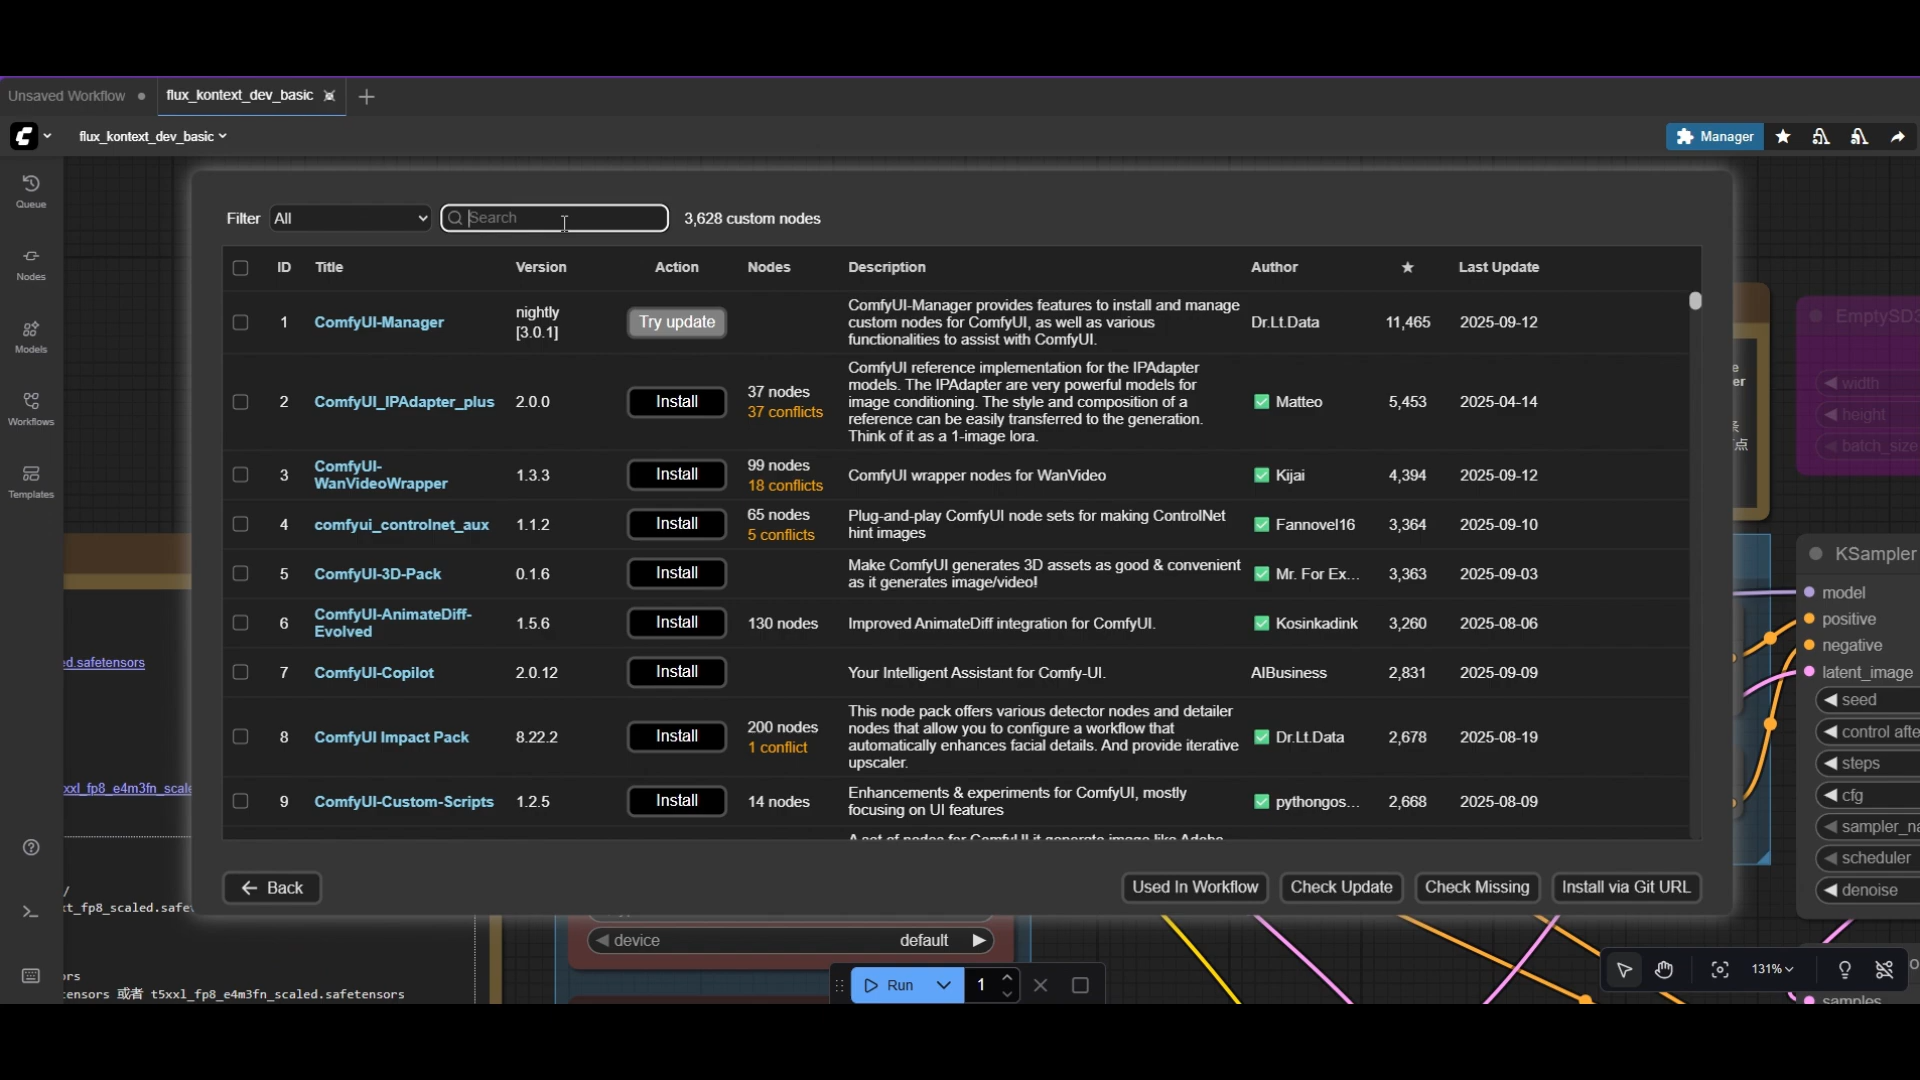 Unsaved Workflow
flux_kontext_dev_basic
flux_kontext_dev_basic
Manager
Queue
Nodes
Models
Workflows
Templates
Filter All Search 3,628 custom nodes
ID Title Version Action Nodes Description Author ★ Last Update
1 ComfyUI-Manager nightly [3.0.1] Try update ComfyUI-Manager provides features to install and manage
custom nodes for ComfyUI, as well as various
functionalities to assist with ComfyUI.
Dr.Lt.Data 11,465 2025-09-12
2 ComfyUI_IPAdapter_plus 2.0.0 Install 37 nodes
37 conflicts
ComfyUI reference implementation for the IPAdapter
models. The IPAdapter are very powerful models for
image conditioning. The style and composition of a
reference can be easily transferred to the generation.
Think of it as a 1-image lora.
✅ Matteo 5,453 2025-04-14
3 ComfyUI-
WanVideoWrapper 1.3.3 Install 99 nodes
18 conflicts
ComfyUI wrapper nodes for WanVideo
✅ Kijai 4,394 2025-09-12
4 comfyui_controlnet_aux 1.1.2 Install 65 nodes
5 conflicts
Plug-and-play ComfyUI node sets for making ControlNet
hint images
✅ Fannovel16 3,364 2025-09-10
5 ComfyUI-3D-Pack 0.1.6 Install
Make ComfyUI generates 3D assets as good & convenient
as it generates image/video!
✅ Mr. For Ex... 3,363 2025-09-03
6 ComfyUI-AnimateDiff-
Evolved 1.5.6 Install 130 nodes
Improved AnimateDiff integration for ComfyUI.
✅ Kosinkadink 3,260 2025-08-06
7 ComfyUI-Copilot 2.0.12 Install
Your Intelligent Assistant for Comfy-UI.
AIBusiness 2,831 2025-09-09
8 ComfyUI Impact Pack 8.22.2 Install 200 nodes
1 conflict
This node pack offers various detector nodes and detailer
nodes that allow you to configure a workflow that
automatically enhances facial details. And provide iterative
upscaler.
✅ Dr.Lt.Data 2,678 2025-08-19
9 ComfyUI-Custom-Scripts 1.2.5 Install 14 nodes
Enhancements & experiments for ComfyUI, mostly
focusing on UI features
✅ pythongos... 2,668 2025-08-09
Back
Used In Workflow
Check Update
Check Missing
Install via Git URL
EmptySD3
width
height
batch_size
点
KSampler
model
positive
negative
latent_image
seed
control afte
steps
cfg
sampler_na
scheduler
denoise
samples
ed.safetensors
xxl_fp8_e4m3fn_scale
/
xt_fp8_scaled.safe
ors
tensors 或者 t5xxl_fp8_e4m3fn_scaled.safetensors
device default
Run 1
131%